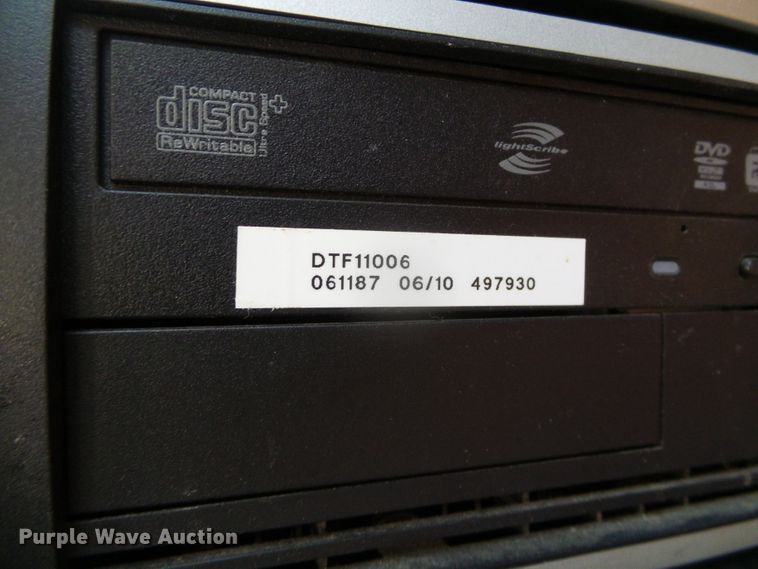 COMPACT
disc
ReWritable
Ultra Speed +
lightScribe
DVD
DTF11006
061187 06/10 497930
Purple Wave Auction